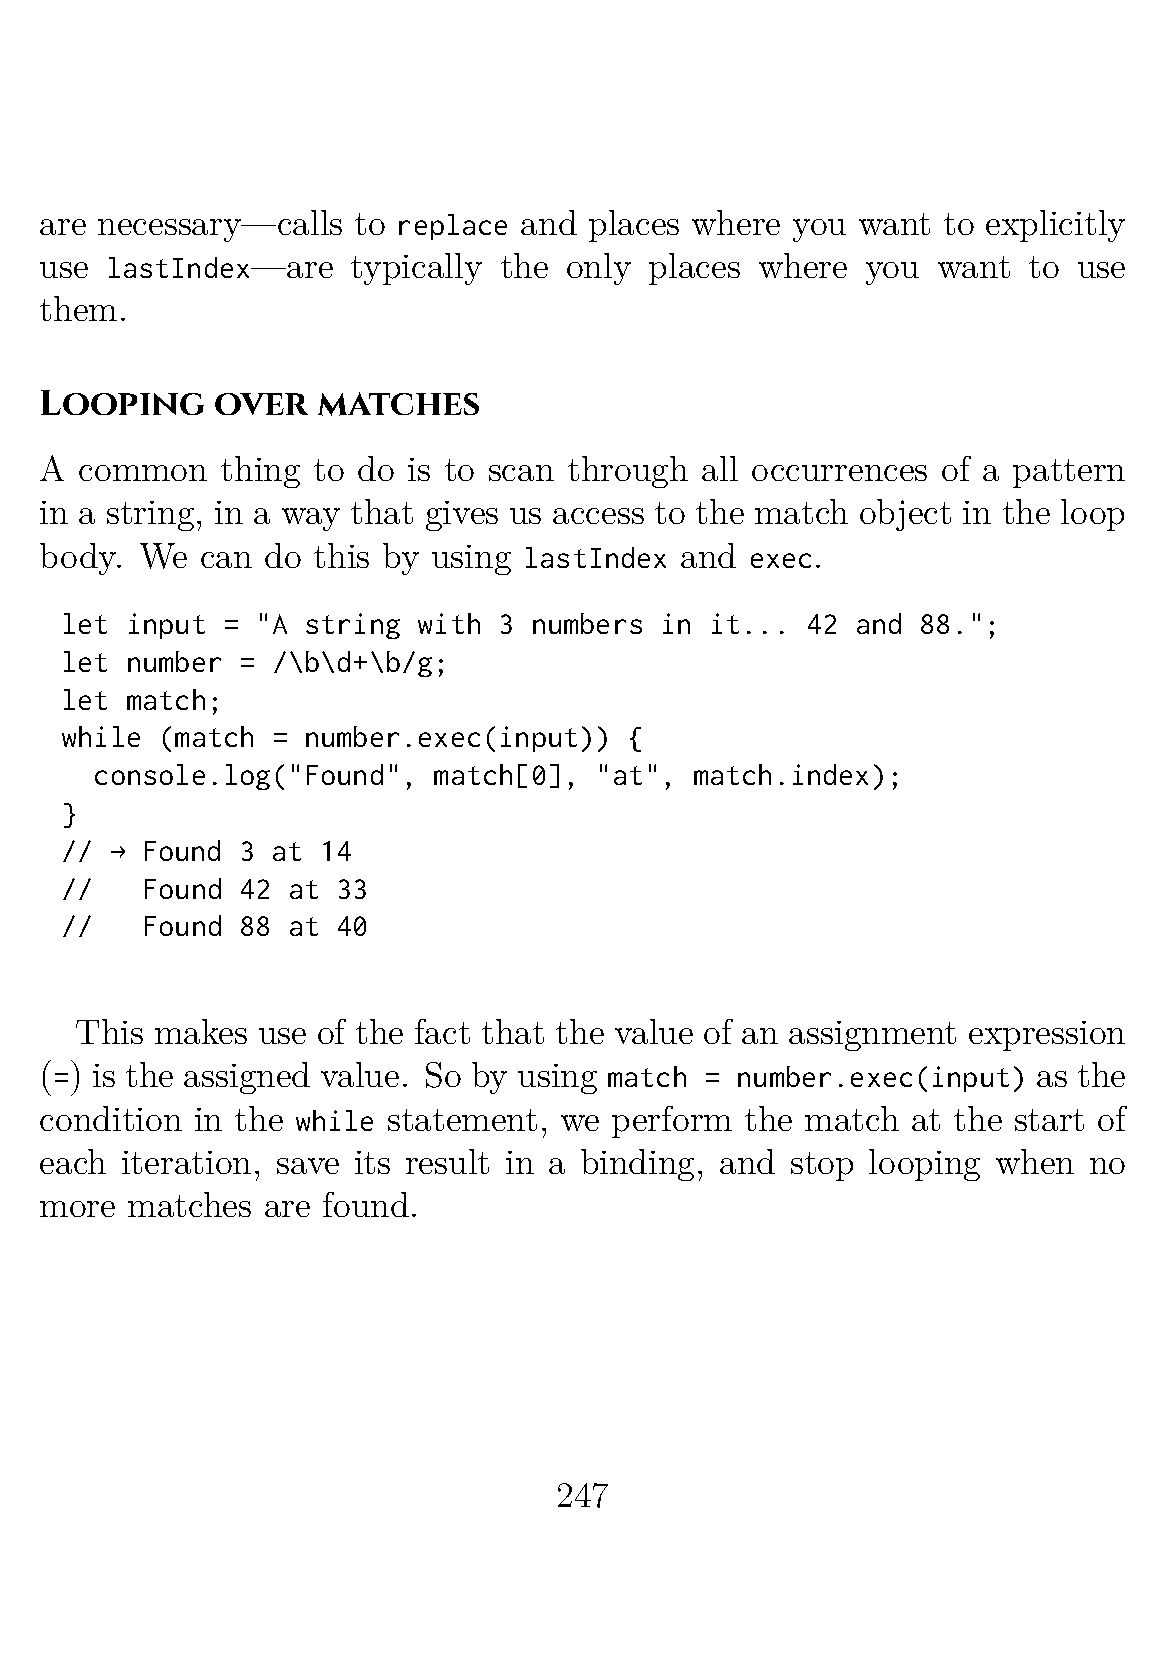 are necessary—calls to replace and places where you want to explicitly
use lastIndex—are typically the only places where you want to use
them.
Looping over matches
A common thing to do is to scan through all occurrences of a pattern
in a string, in a way that gives us access to the match object in the loop
body. We can do this by using lastIndex and exec.
let input = "A string with 3 numbers in it... 42 and 88.";
let number = /\b\d+\b/g;
let match;
while (match = number.exec(input)) {
  console.log("Found", match[0], "at", match.index);
}
// → Found 3 at 14
//   Found 42 at 33
//   Found 88 at 40
This makes use of the fact that the value of an assignment expression
(=) is the assigned value. So by using match = number.exec(input) as the
condition in the while statement, we perform the match at the start of
each iteration, save its result in a binding, and stop looping when no
more matches are found.
247